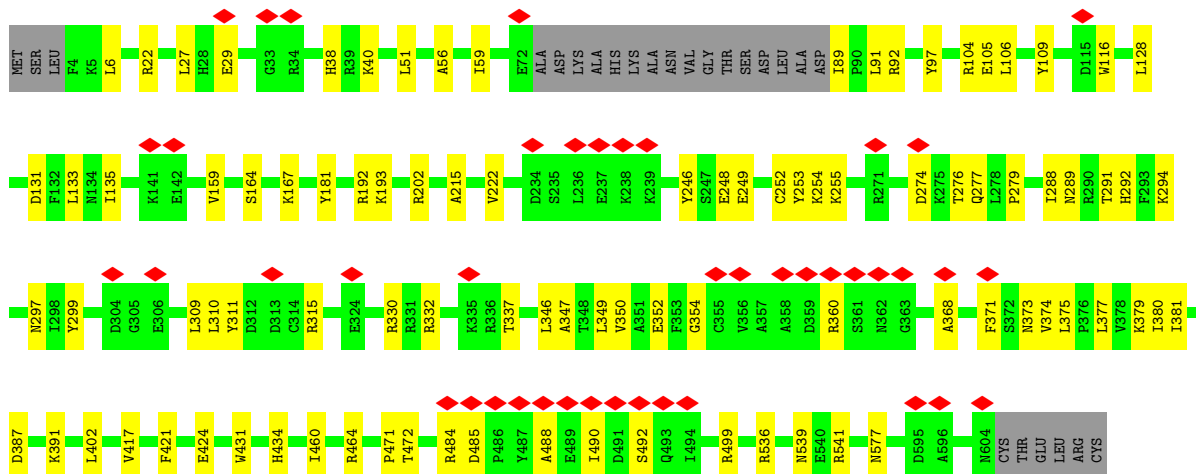 MET SER LEU F4 K5 L6 R22 L27 H28 E29 G33 R34 H38 R39 K40 L51 A56 I59 E72 ALA ASP LYS ALA HIS LYS ALA ASN VAL GLY THR SER ASP ASP LEU ALA ASP I89 P90 L91 R92 Y97 R104 E105 L106 Y109 D115 W116 L128
D131 F132 L133 N134 I135 K141 E142 V159 S164 K167 Y181 R192 K193 R202 A215 V222 D234 S235 L236 E237 K238 K239 Y246 S247 E248 E249 C252 Y253 K254 K255 R271 D274 K275 T276 Q277 L278 P279 I288 N289 R290 T291 H292 F293 K294
N297 I298 Y299 D304 G305 E306 L309 L310 Y311 D312 D313 C314 R315 E324 R330 R331 R332 K335 R336 T337 L346 A347 T348 L349 V350 A351 E352 F353 G354 C355 V356 A357 A358 D359 R360 S361 N362 G363 A368 F371 S372 N373 V374 L375 P376 L377 V378 K379 I380 I381
D387 K391 L402 V417 F421 E424 W431 H434 I460 R464 P471 T472 R484 D485 P486 Y487 A488 E489 I490 D491 S492 Q493 I494 R499 R536 N539 E540 R541 N577 D595 A596 N604 CYS THR GLU LEU ARG CYS